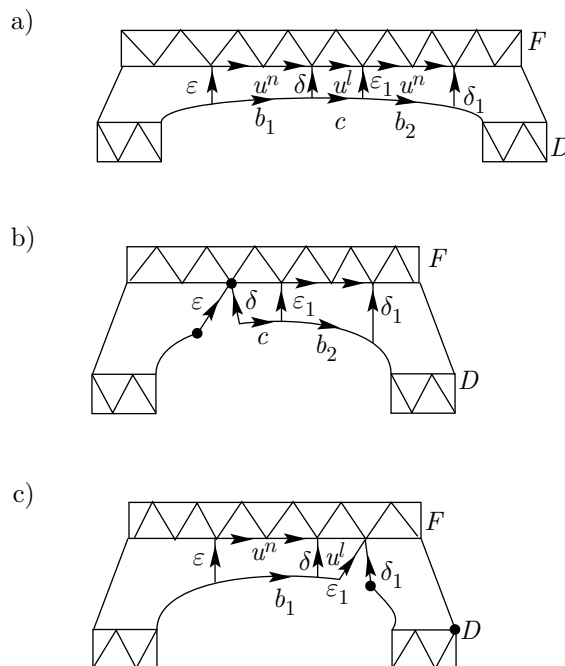 a)
F
ε u^n δ u^l ε_1 u^n δ_1
b_1 c b_2
D
b)
F
ε δ ε_1 δ_1
c b_2
D
c)
F
ε u^n δ u^l δ_1
b_1 ε_1
D